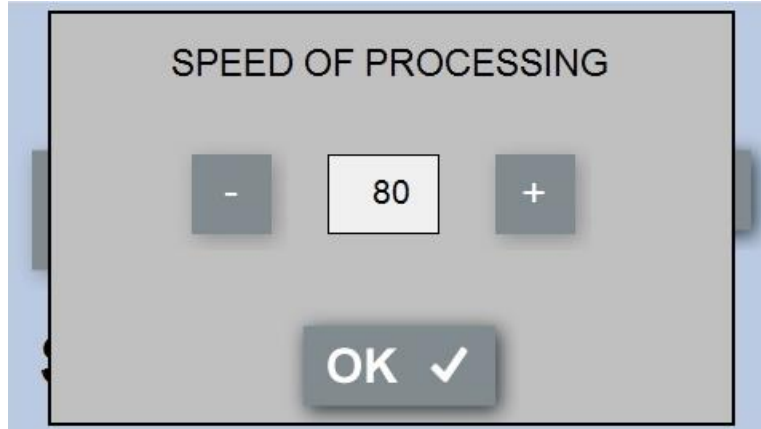 SPEED OF PROCESSING
- 80 +
OK ✓